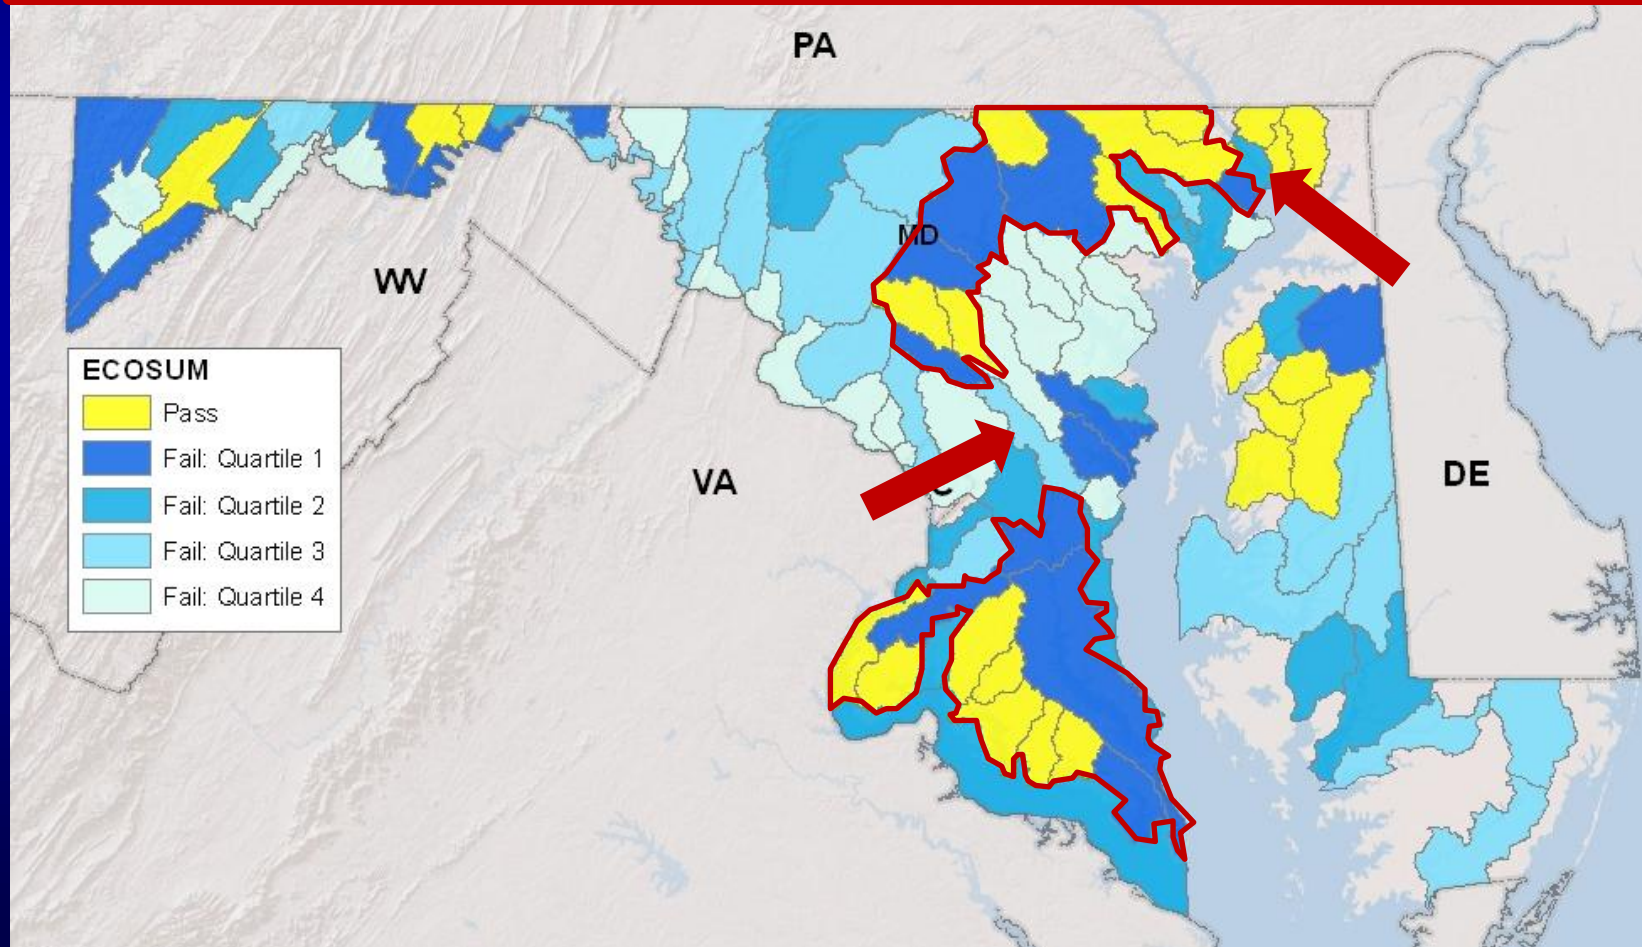 PA
MD
WV
ECOSUM
Pass
Fail: Quartile 1
Fail: Quartile 2
Fail: Quartile 3
Fail: Quartile 4
VA
DE